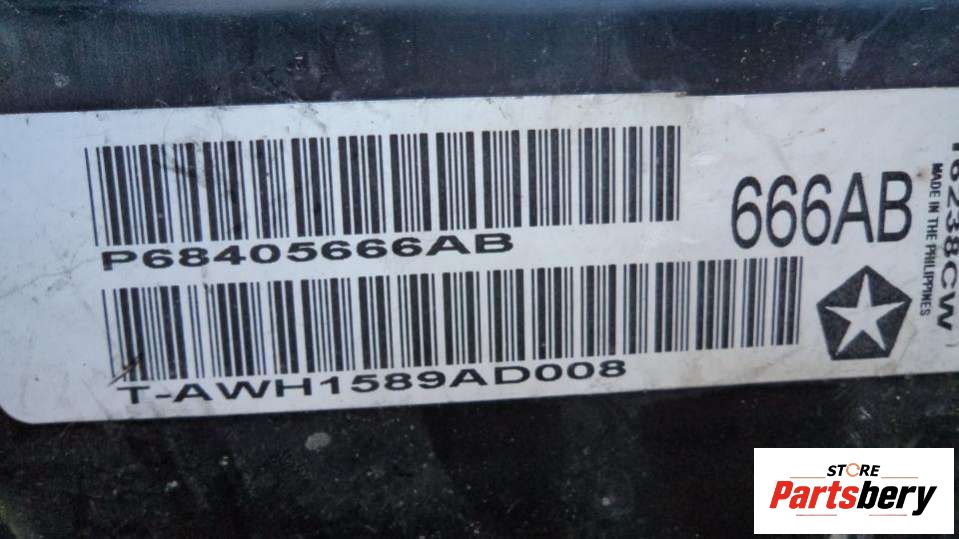 P68405666AB
T-AWH1589AD008
666AB
MADE IN THE PHILIPPINES
STORE
Partsbery